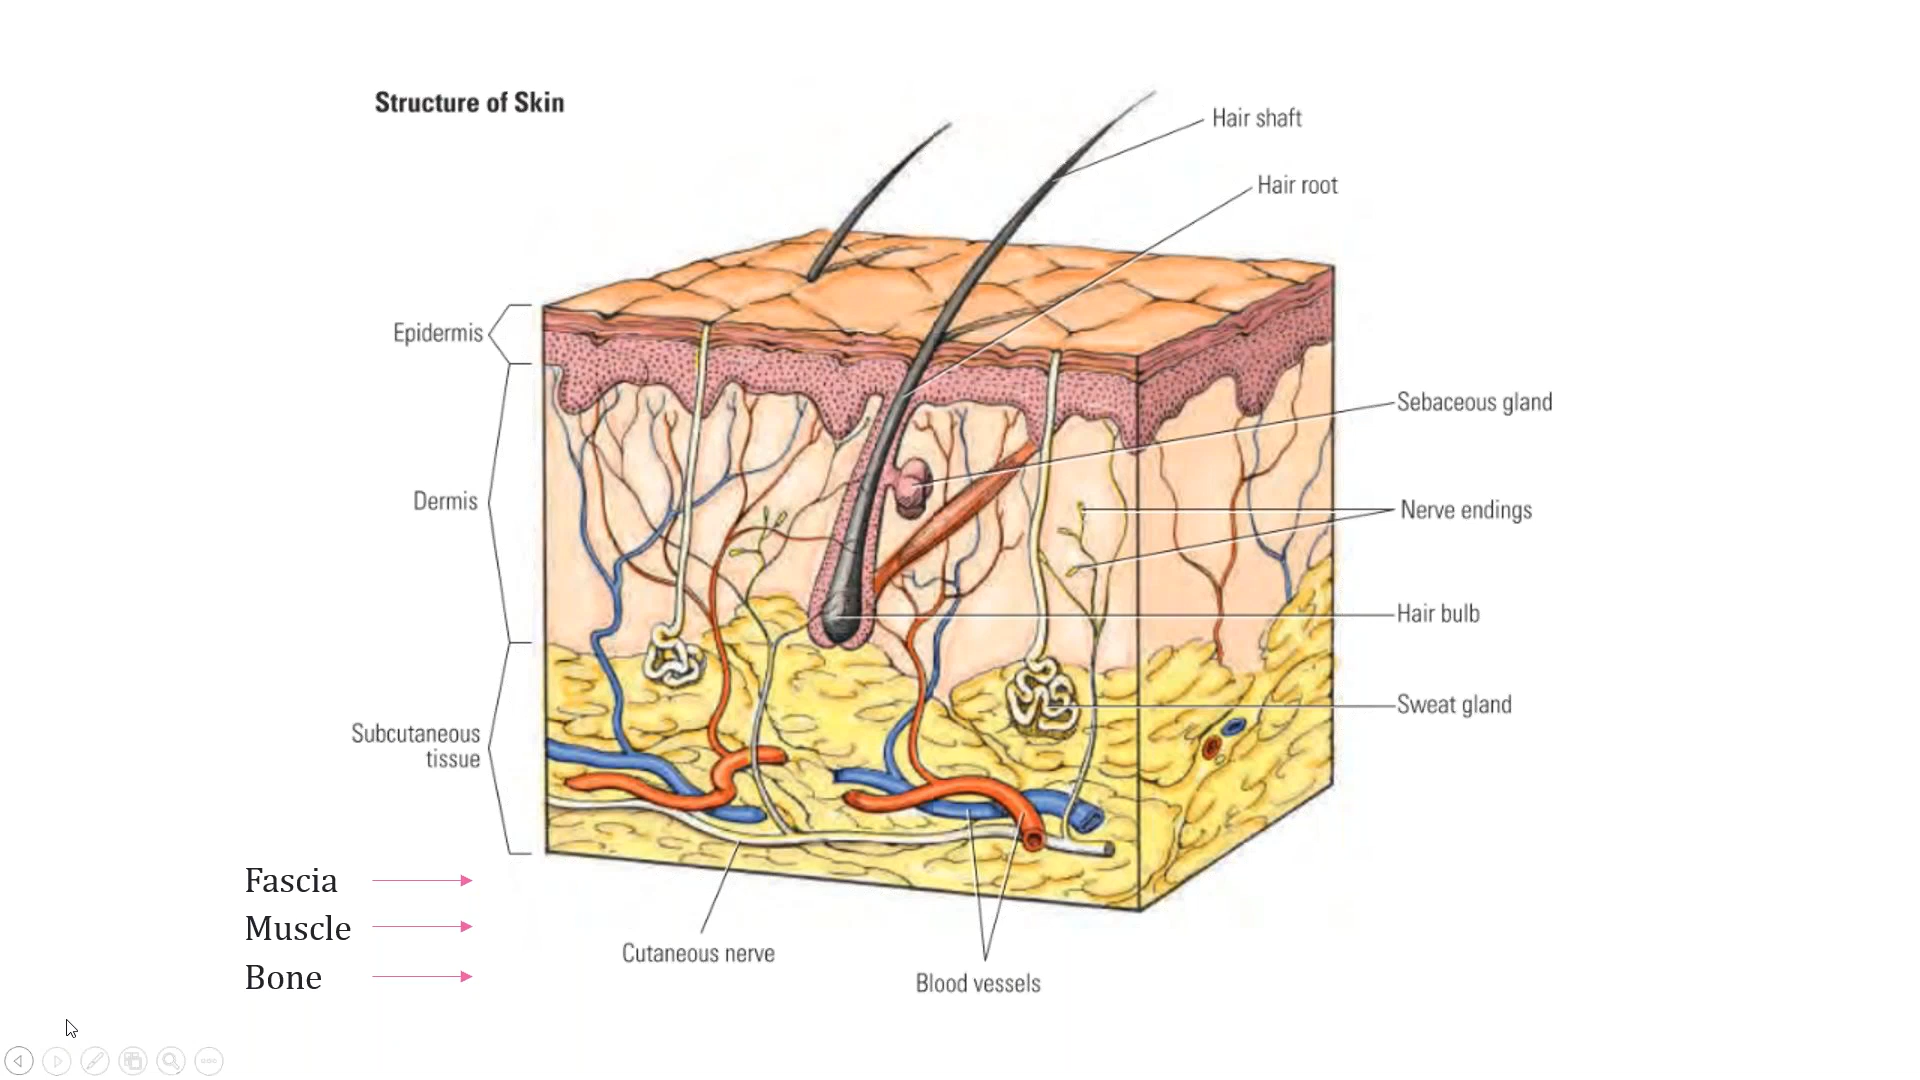 Structure of Skin
Hair shaft
Hair root
Epidermis
Sebaceous gland
Dermis
Nerve endings
Hair bulb
Sweat gland
Subcutaneous
tissue
Fascia
Muscle
Bone
Cutaneous nerve
Blood vessels